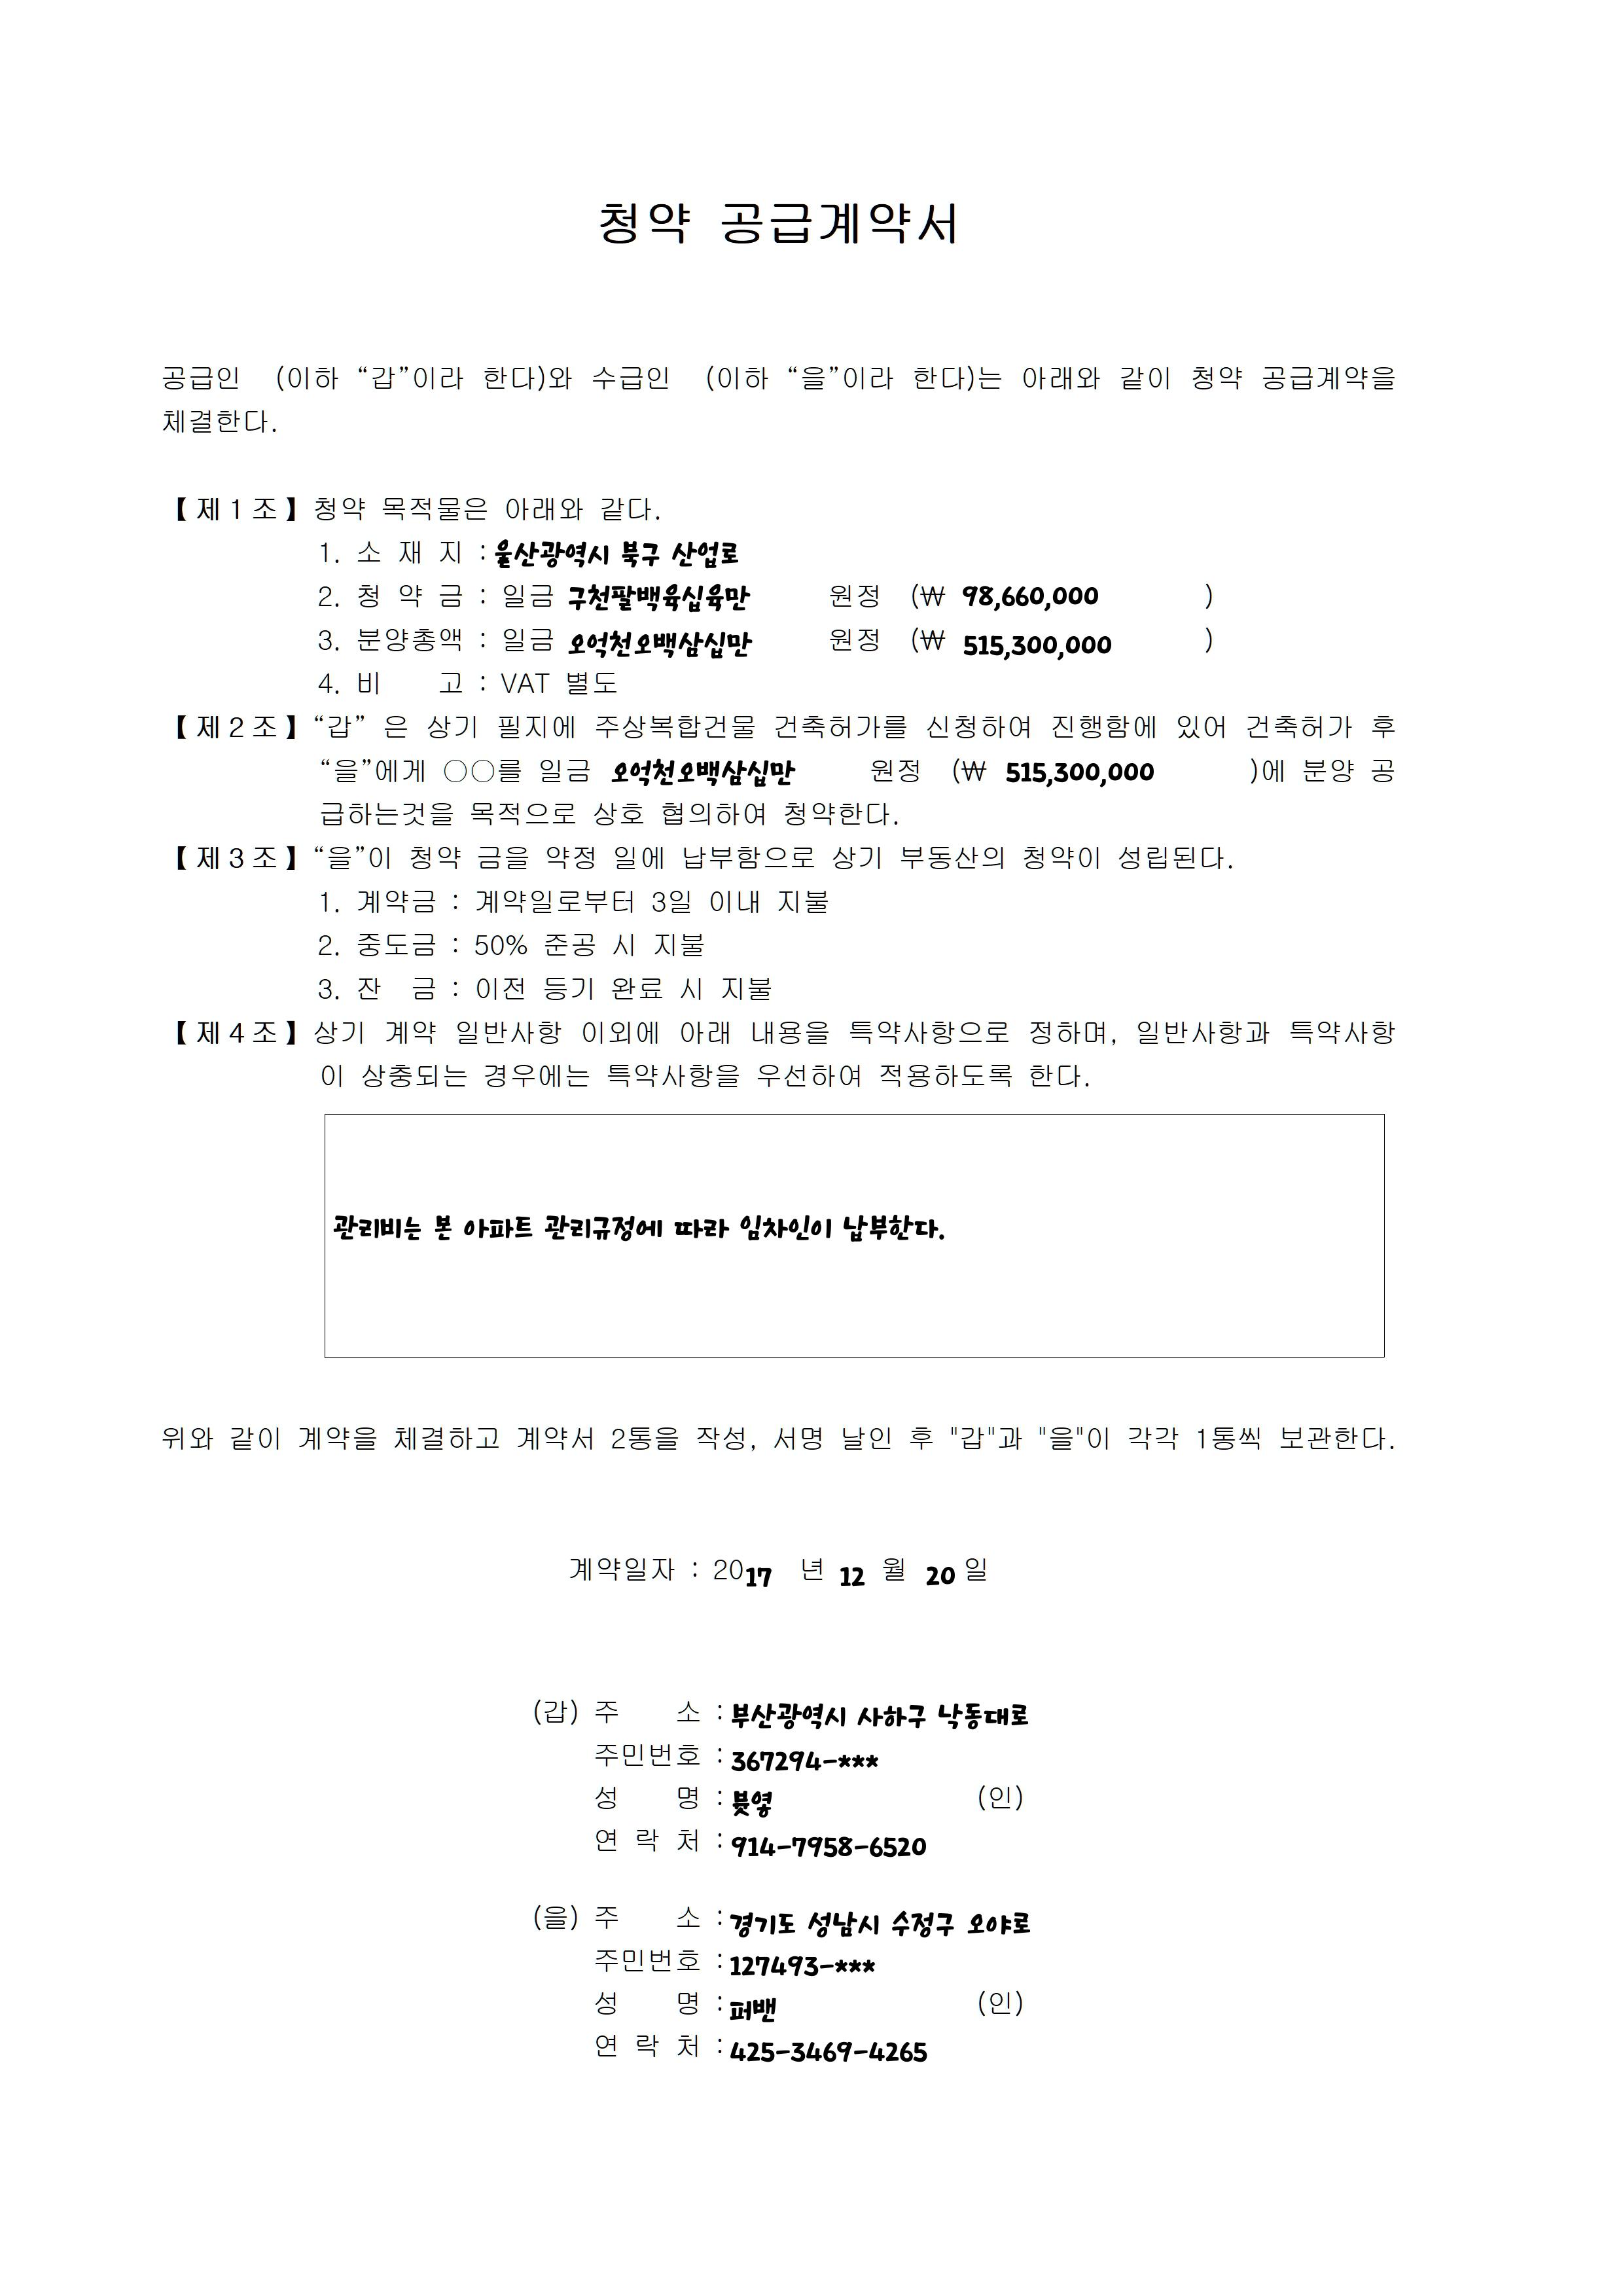 청약 공급계약서
공급인 (이하 “갑”이라 한다)와 수급인 (이하 “을”이라 한다)는 아래와 같이 청약 공급계약을
체결한다.
【제1조】청약 목적물은 아래와 같다.
1. 소 재 지 : 울산광역시 북구 산업로
2. 청 약 금 : 일금 구천팔백육십육만 원정 (₩ 98,660,000 )
3. 분양총액 : 일금 오억천오백삼십만 원정 (₩ 515,300,000 )
4. 비 고 : VAT 별도
【제2조】“갑” 은 상기 필지에 주상복합건물 건축허가를 신청하여 진행함에 있어 건축허가 후
“을”에게 ○○를 일금 오억천오백삼십만 원정 (₩ 515,300,000 )에 분양 공
급하는것을 목적으로 상호 협의하여 청약한다.
【제3조】“을”이 청약 금을 약정 일에 납부함으로 상기 부동산의 청약이 성립된다.
1. 계약금 : 계약일로부터 3일 이내 지불
2. 중도금 : 50% 준공 시 지불
3. 잔 금 : 이전 등기 완료 시 지불
【제4조】상기 계약 일반사항 이외에 아래 내용을 특약사항으로 정하며, 일반사항과 특약사항
이 상충되는 경우에는 특약사항을 우선하여 적용하도록 한다.
관리비는 본 아파트 관리규정에 따라 임차인이 납부한다.
위와 같이 계약을 체결하고 계약서 2통을 작성, 서명 날인 후 "갑"과 "을"이 각각 1통씩 보관한다.
계약일자 : 2017 년 12 월 20 일
(갑) 주 소 : 부산광역시 사하구 낙동대로
주민번호 : 367294-***
성 명 : (인)
연 락 처 : 914-7958-6520
(을) 주 소 : 경기도 성남시 수정구 오야로
주민번호 : 127493-***
성 명 : 퍼밴 (인)
연 락 처 : 425-3469-4265